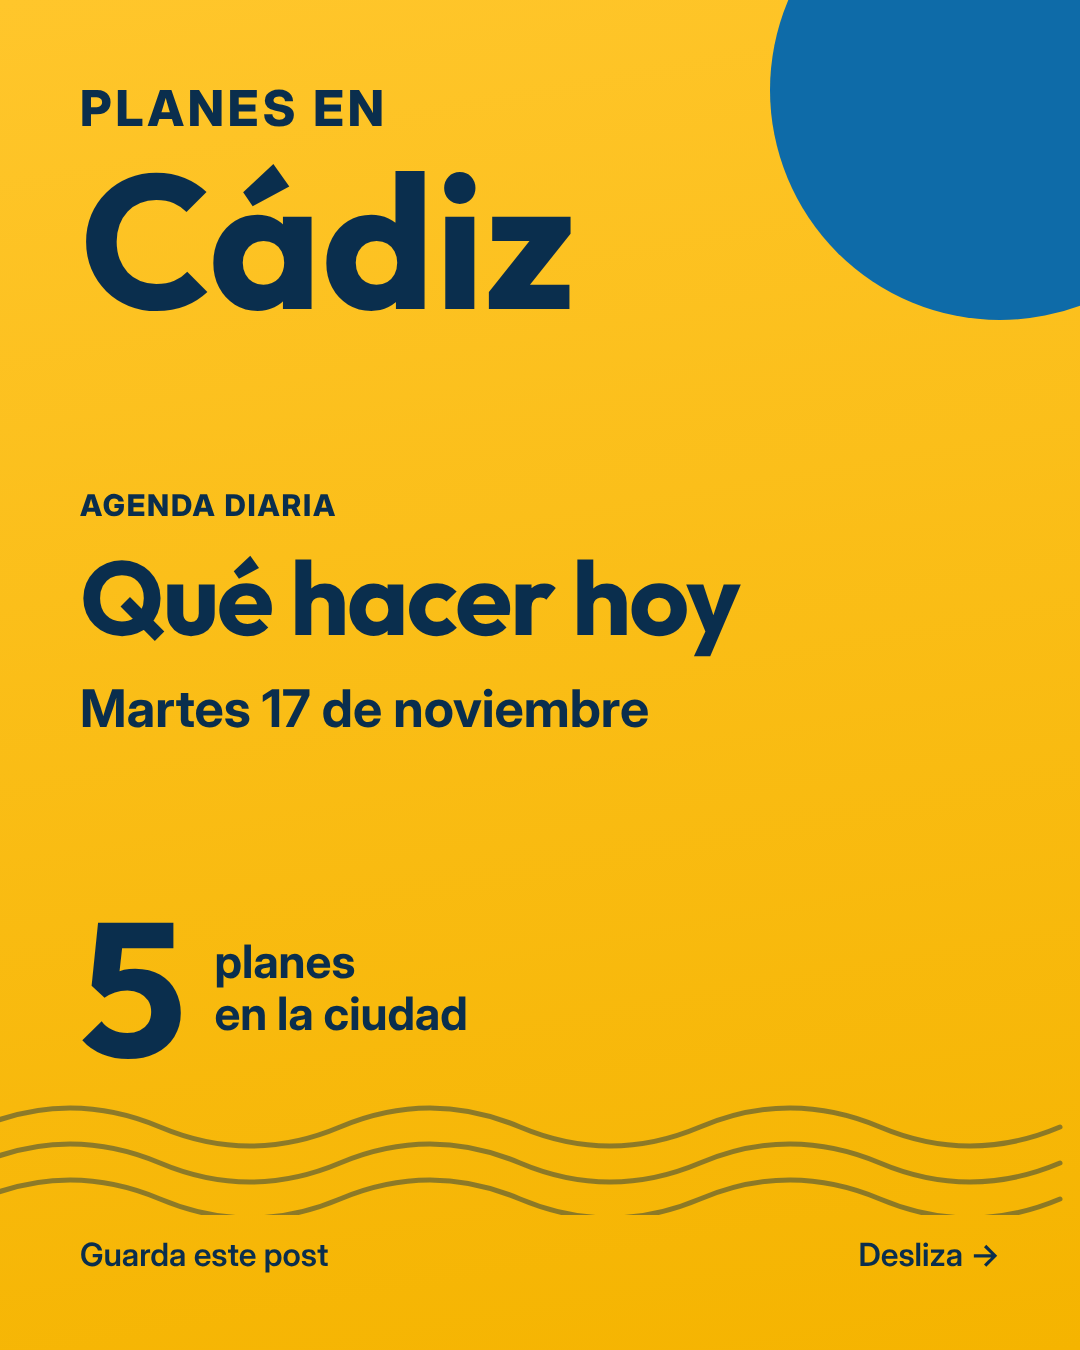 PLANES EN
Cádiz
AGENDA DIARIA
Qué hacer hoy
Martes 17 de noviembre
5
planes
en la ciudad
Guarda este post
Desliza →